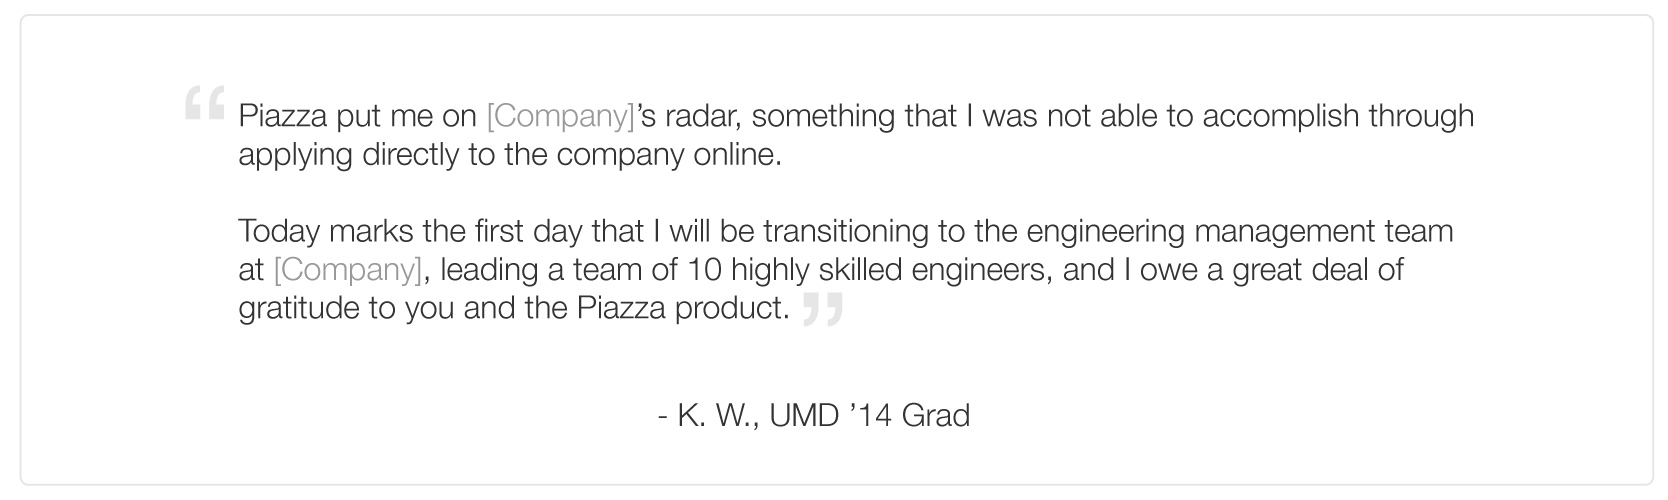 “ Piazza put me on [Company]’s radar, something that I was not able to accomplish through
applying directly to the company online.
Today marks the first day that I will be transitioning to the engineering management team
at [Company], leading a team of 10 highly skilled engineers, and I owe a great deal of
gratitude to you and the Piazza product. ”
- K. W., UMD ’14 Grad